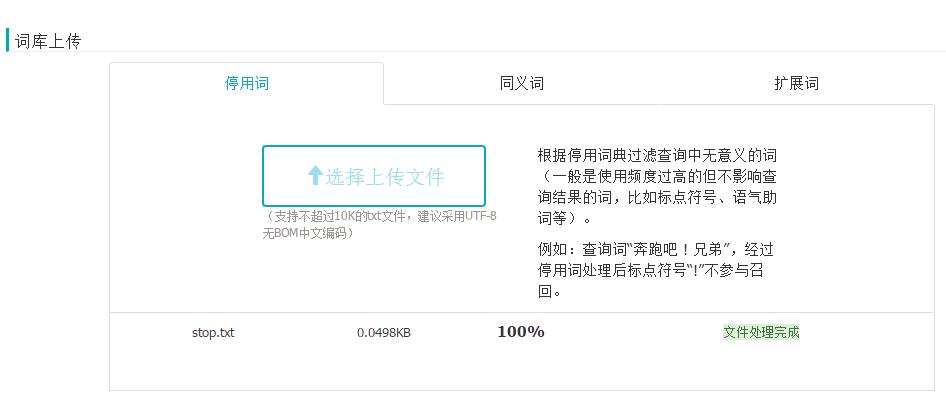 词库上传
停用词 同义词 扩展词
选择上传文件
（支持不超过10K的txt文件，建议采用UTF-8
无BOM中文编码）
根据停用词典过滤查询中无意义的词
（一般是使用频度过高的但不影响查
询结果的词，比如标点符号、语气助
词等）。
例如：查询词“奔跑吧！兄弟”，经过
停用词处理后标点符号“!”不参与召
回。
stop.txt 0.0498KB 100% 文件处理完成